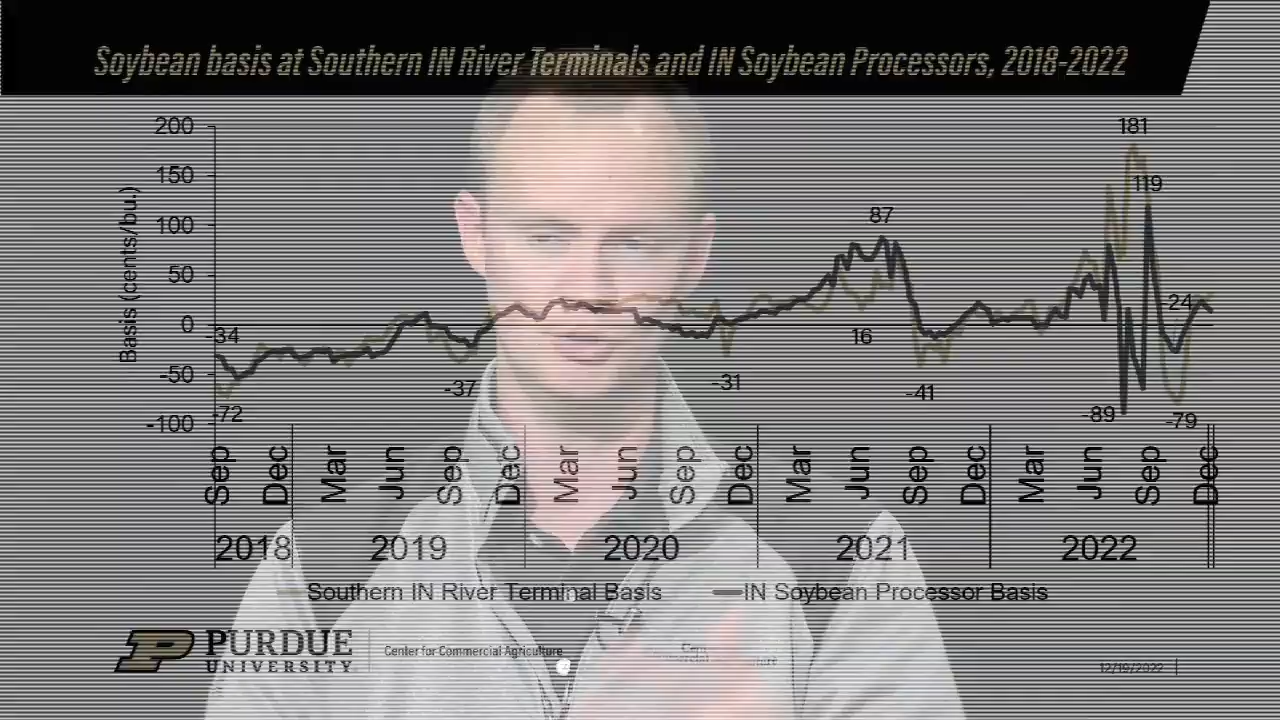 Soybean basis at Southern IN River Terminals and IN Soybean Processors, 2018-2022
Basis (cents/bu.)
200
150
100
50
0
-50
-100
-34
-72
-37
-31
87
16
-41
181
119
-89
-24
-79
Sep Dec Mar Jun Sep Dec Mar Jun Sep Dec Mar Jun Sep Dec Mar Jun Sep Dec
2018 2019 2020 2021 2022
Southern IN River Terminal Basis IN Soybean Processor Basis
PURDUE
UNIVERSITY
Center for Commercial Agriculture
12/19/2022